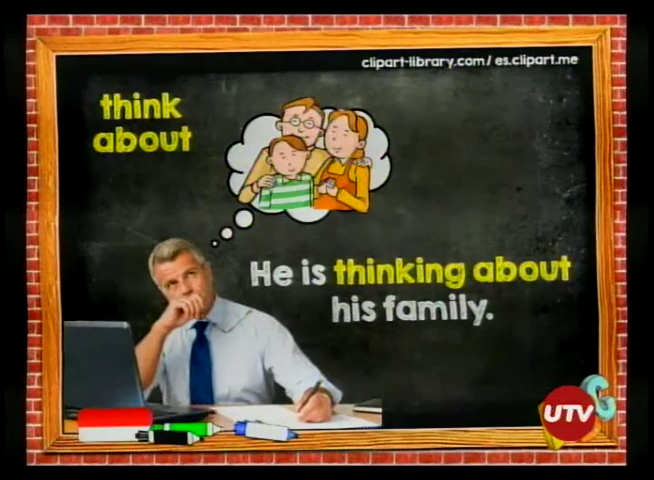 clipart-library.com / es.clipart.me
think
about
He is thinking about
his family.
UTV